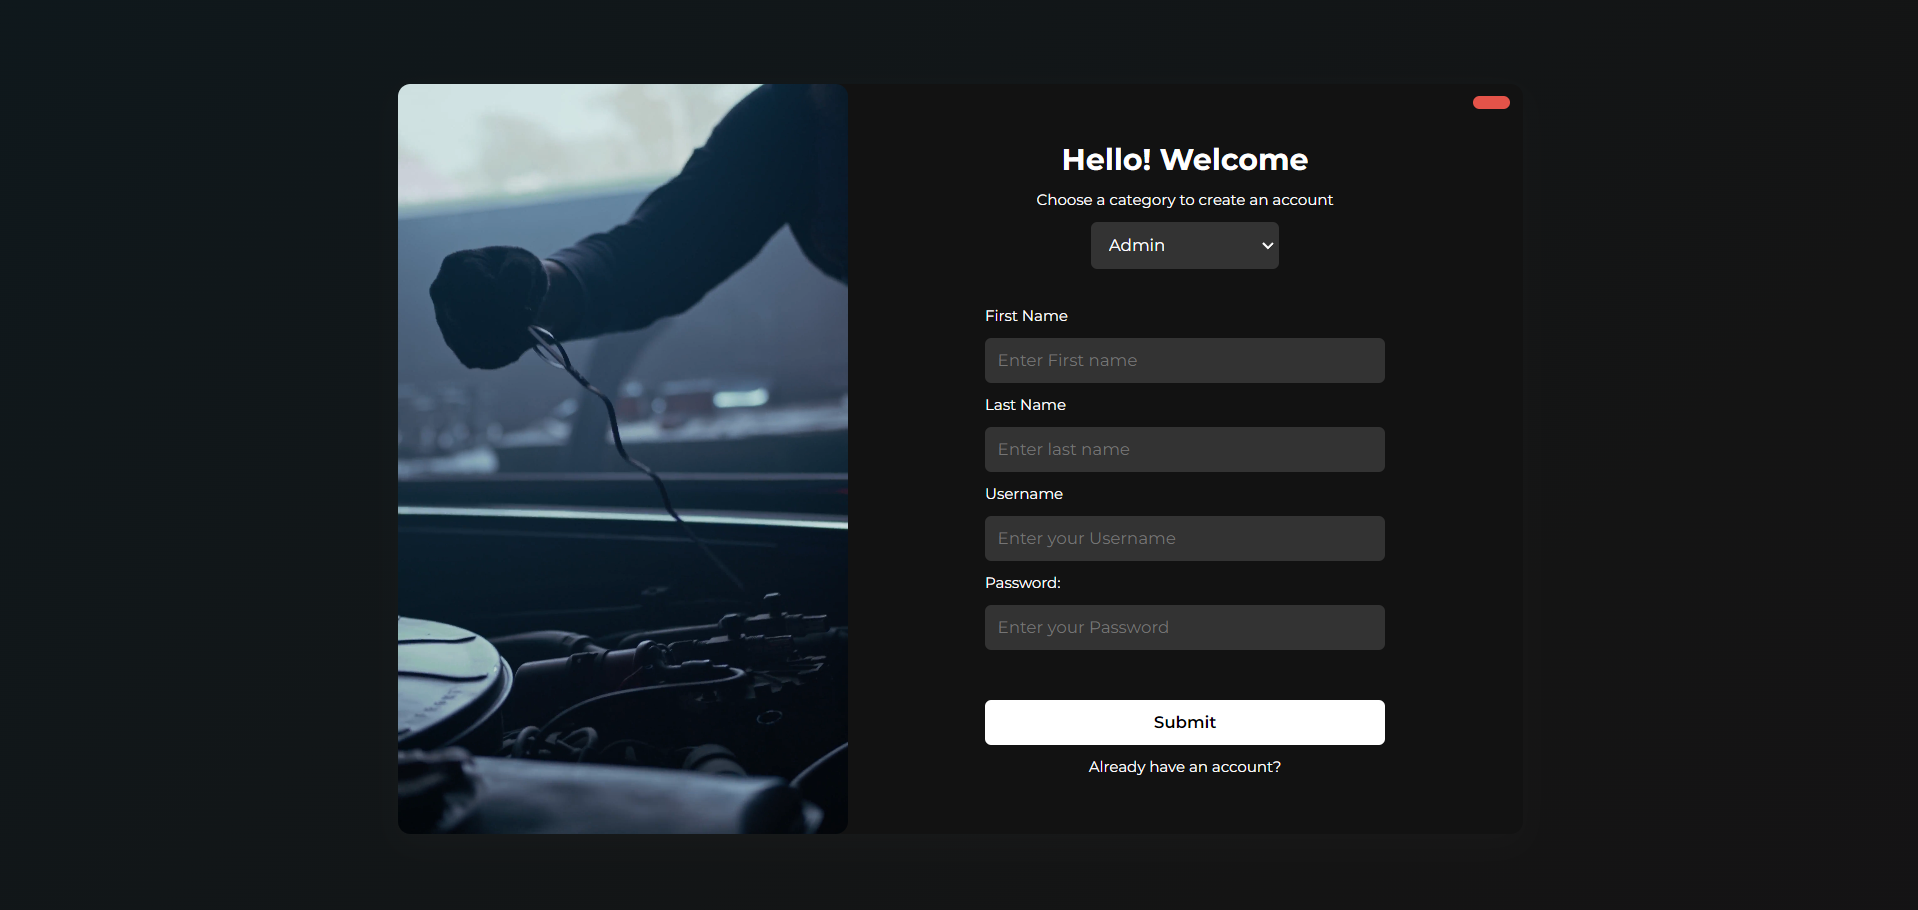 Hello! Welcome
Choose a category to create an account
Admin
First Name
Enter First name
Last Name
Enter last name
Username
Enter your Username
Password:
Enter your Password
Submit
Already have an account?